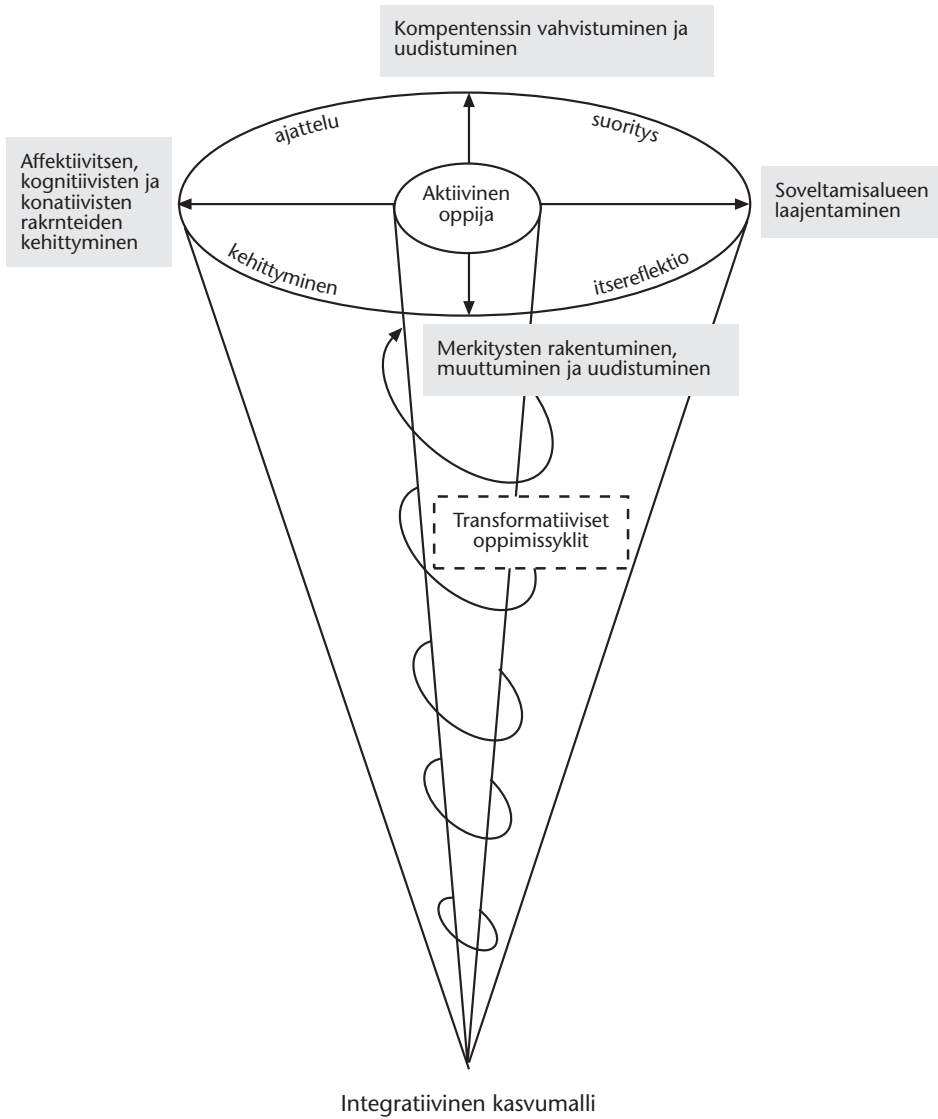 Kompentenssin vahvistuminen ja
uudistuminen
ajattelu
suoritys
Affektiivitsen,
kognitiivisten ja
konatiivisten
rakrnteiden
kehittyminen
Aktiivinen
oppija
Soveltamisalueen
laajentaminen
kehittyminen
itsereflektio
Merkitysten rakentuminen,
muuttuminen ja uudistuminen
Transformatiiviset
oppimissyklit
Integratiivinen kasvumalli